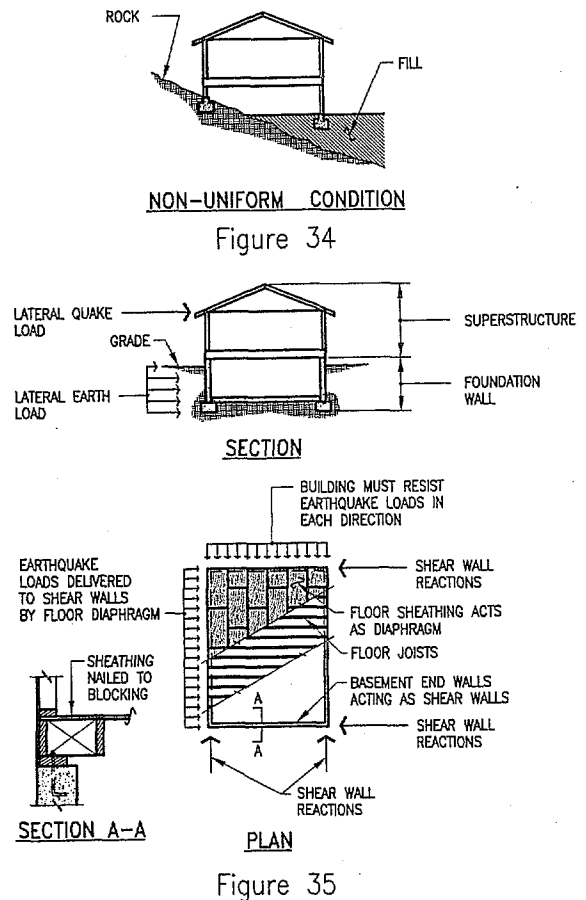 ROCK
FILL
NON-UNIFORM CONDITION
Figure 34
LATERAL QUAKE
LOAD
GRADE
LATERAL EARTH
LOAD
SUPERSTRUCTURE
FOUNDATION
WALL
SECTION
BUILDING MUST RESIST
EARTHQUAKE LOADS IN
EACH DIRECTION
EARTHQUAKE
LOADS DELIVERED
TO SHEAR WALLS
BY FLOOR DIAPHRAGM
SHEAR WALL
REACTIONS
FLOOR SHEATHING ACTS
AS DIAPHRAGM
FLOOR JOISTS
SHEATHING
NAILED TO
BLOCKING
BASEMENT END WALLS
ACTING AS SHEAR WALLS
A
A
SHEAR WALL
REACTIONS
SHEAR WALL
REACTIONS
SECTION A-A
PLAN
Figure 35